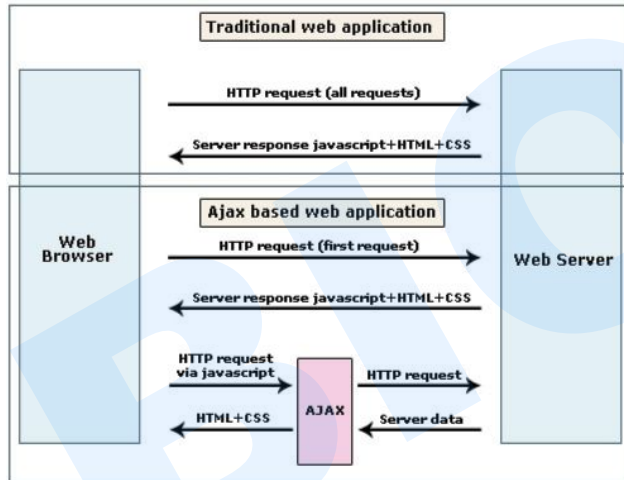 Traditional web application
HTTP request (all requests)
Server response javascript+HTML+CSS
Ajax based web application
Web
Browser
HTTP request (first request)
Web Server
Server response javascript+HTML+CSS
HTTP request
via javascript
HTTP request
AJAX
HTML+CSS
Server data
BIC